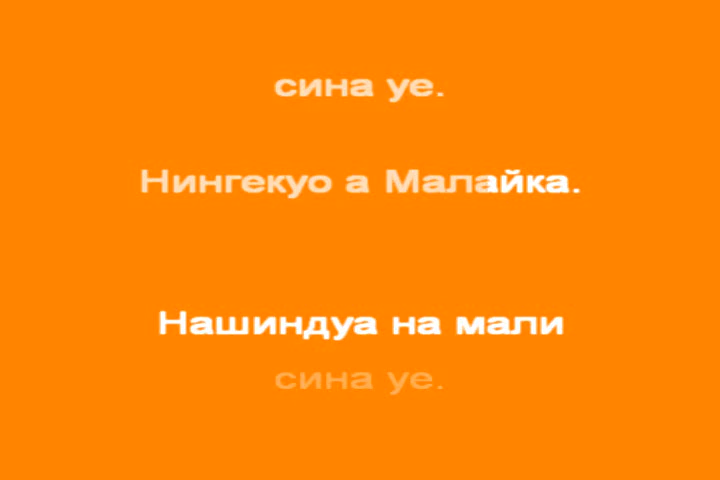 сина уе.
Нингекуо а Малайка.
Нашиндуа на мали
сина уе.